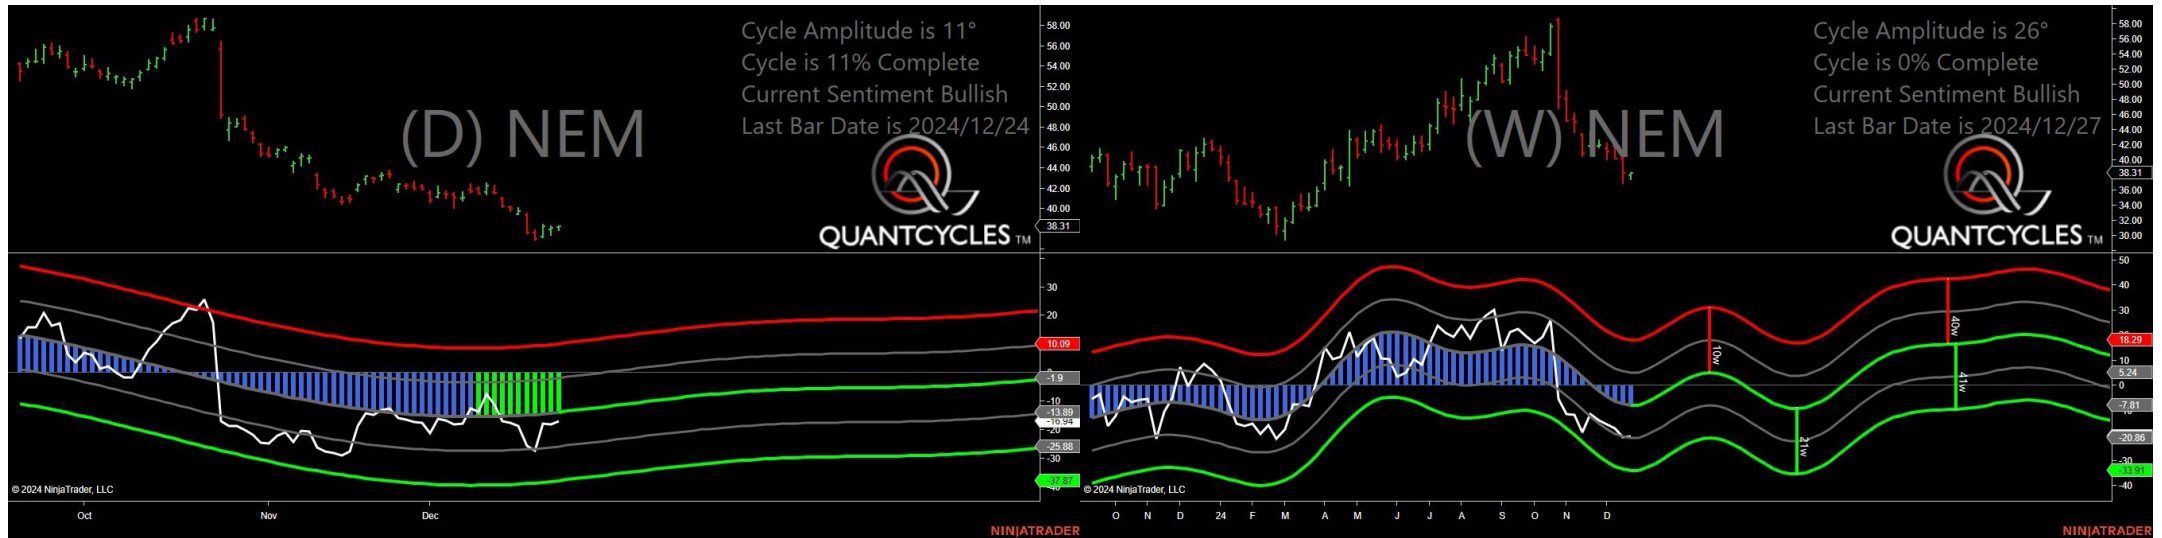 Cycle Amplitude is 11°
Cycle is 11% Complete
Current Sentiment Bullish
Last Bar Date is 2024/12/24
(D) NEM
QUANTCYCLES TM
58.00
56.00
54.00
52.00
50.00
48.00
46.00
44.00
42.00
40.00
38.31
30
20
10.09
-1.9
-10
-13.89
-16.94
-20
-25.88
-30
-37.87
© 2024 NinjaTrader, LLC
Oct Nov Dec
NINJATRADER
Cycle Amplitude is 26°
Cycle is 0% Complete
Current Sentiment Bullish
Last Bar Date is 2024/12/27
(W) NEM
QUANTCYCLES TM
58.00
56.00
54.00
52.00
50.00
48.00
46.00
44.00
42.00
40.00
38.31
36.00
34.00
32.00
30.00
50
40
30
18.29
10
5.24
0
-7.81
-20.86
-30
-33.91
-40
10w
21w
40w
41w
© 2024 NinjaTrader, LLC
O N D 24 F M A M J J A S O N D
NINJATRADER